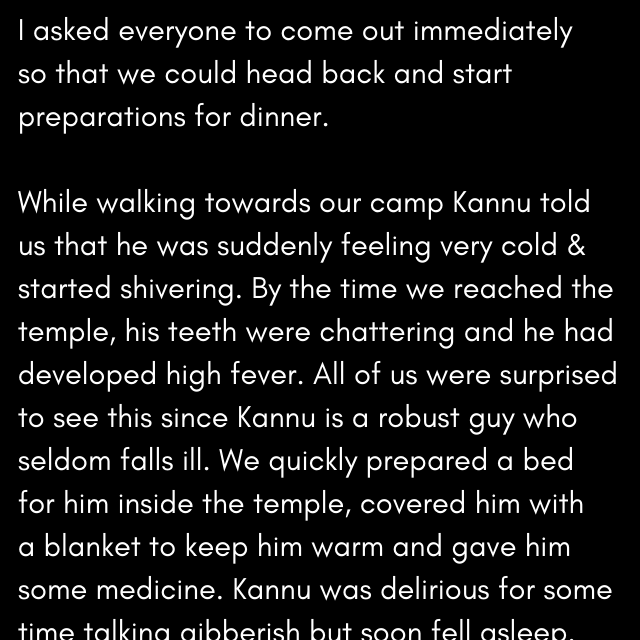 I asked everyone to come out immediately
so that we could head back and start
preparations for dinner.
While walking towards our camp Kannu told
us that he was suddenly feeling very cold &
started shivering. By the time we reached the
temple, his teeth were chattering and he had
developed high fever. All of us were surprised
to see this since Kannu is a robust guy who
seldom falls ill. We quickly prepared a bed
for him inside the temple, covered him with
a blanket to keep him warm and gave him
some medicine. Kannu was delirious for some
time talking gibberish but soon fell asleep.